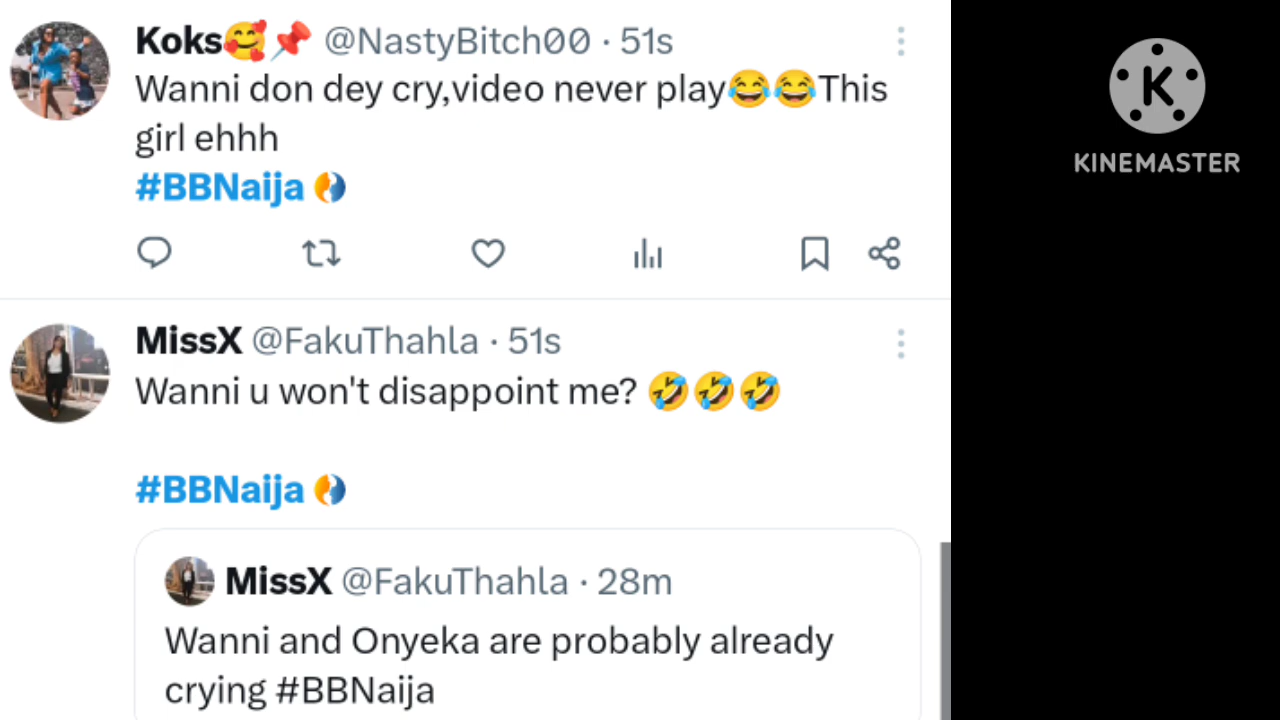 Koks🥰📌 @NastyBitch00 · 51s
Wanni don dey cry,video never play😂😂This
girl ehhh
#BBNaija
MissX @FakuThahla · 51s
Wanni u won't disappoint me? 🤣🤣🤣
#BBNaija
MissX @FakuThahla · 28m
Wanni and Onyeka are probably already
crying #BBNaija
K
KINEMASTER